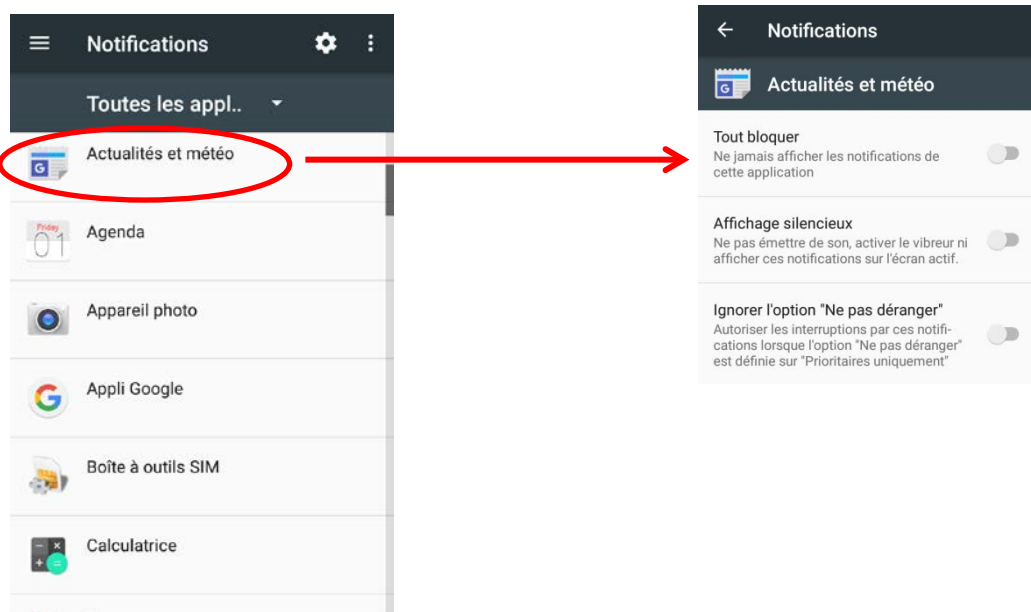 Notifications
Toutes les appl..
Actualités et météo
G
Friday
01
Agenda
Appareil photo
G
Appli Google
Boîte à outils SIM
Calculatrice
Notifications
G
Actualités et météo
Tout bloquer
Ne jamais afficher les notifications de
cette application
Affichage silencieux
Ne pas émettre de son, activer le vibreur ni
afficher ces notifications sur l'écran actif.
Ignorer l'option "Ne pas déranger"
Autoriser les interruptions par ces notifi-
cations lorsque l'option "Ne pas déranger"
est définie sur "Prioritaires uniquement"